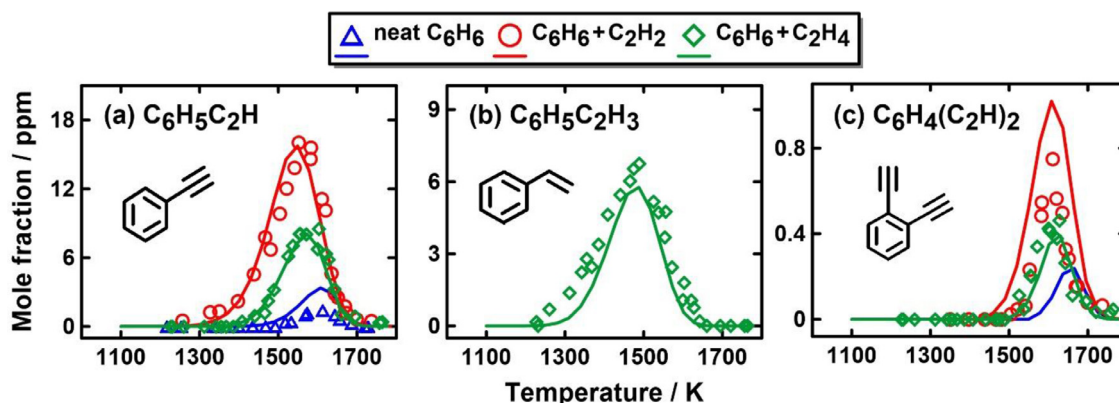 neat C6H6 C6H6+C2H2 C6H6+C2H4
(a) C6H5C2H
(b) C6H5C2H3
(c) C6H4(C2H)2
Mole fraction / ppm
18
12
6
0
9
6
3
0
0.8
0.4
0
1100 1300 1500 1700
1100 1300 1500 1700
1100 1300 1500 1700
Temperature / K